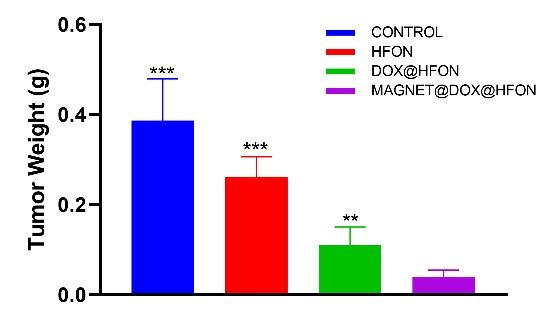 0.6
0.4
0.2
0.0
Tumor Weight (g)
***
***
**
CONTROL
HFON
DOX@HFON
MAGNET@DOX@HFON